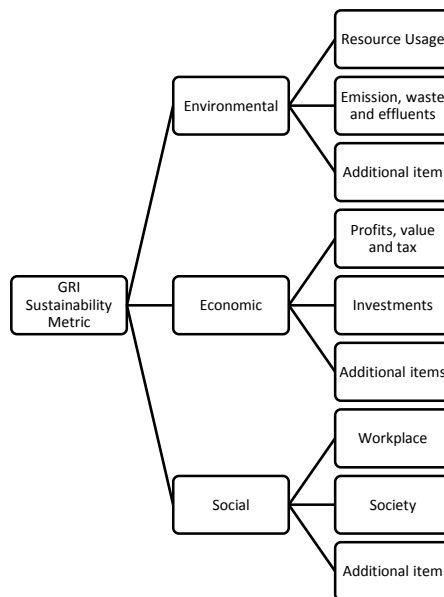 Resource Usage
Environmental
Emission, waste
and effluents
Additional item
Profits, value
and tax
GRI
Sustainability
Metric
Economic
Investments
Additional items
Workplace
Social
Society
Additional item